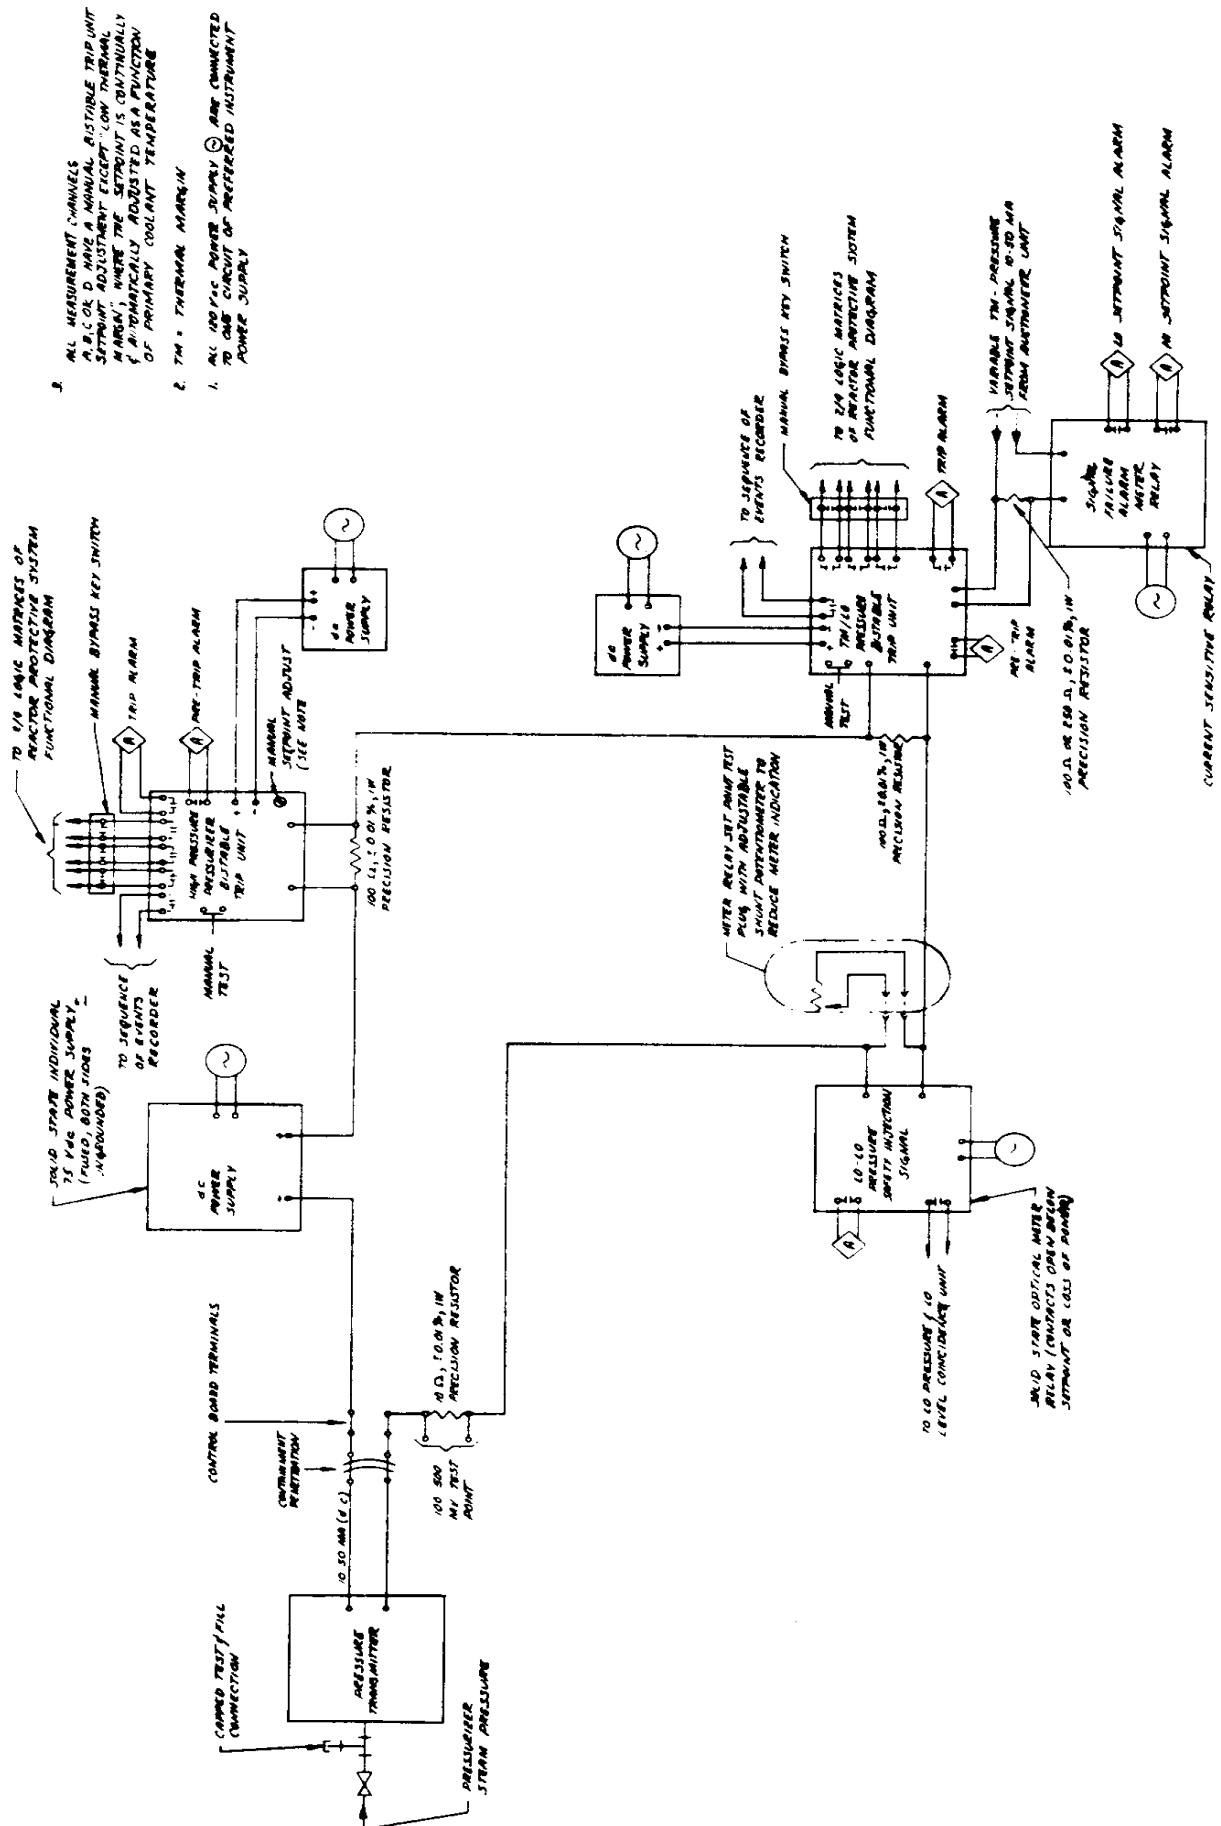 3. ALL MEASUREMENT CHANNELS
A, B, C OR D HAVE A MANUAL BISTABLE TRIP UNIT
SETPOINT ADJUSTMENT EXCEPT "LOW THERMAL
MARGIN", WHERE THE SETPOINT IS CONTINUALLY
& AUTOMATICALLY ADJUSTED AS A FUNCTION
OF PRIMARY COOLANT TEMPERATURE
2. TM = THERMAL MARGIN
1. ALL 120 Vac POWER SUPPLY ~ ARE CONNECTED
TO ONE CIRCUIT OF PREFERRED INSTRUMENT
POWER SUPPLY
TO 2/4 LOGIC MATRICES OF
REACTOR PROTECTIVE SYSTEM
FUNCTIONAL DIAGRAM
MANUAL BYPASS KEY SWITCH
A TRIP ALARM
A PRE-TRIP ALARM
HIGH PRESSURE
PRESSURIZER
BISTABLE
TRIP UNIT
+
-
MANUAL
SETPOINT ADJUST
(SEE NOTE
dc
POWER
SUPPLY
+
-
~
MANUAL
TEST
TO SEQUENCE
OF EVENTS
RECORDER
100 Ω, ±0.01%, 1W
PRECISION RESISTOR
SOLID STATE INDIVIDUAL
75 Vdc POWER SUPPLY
(FUSED, BOTH SIDES
UNGROUNDED)
dc
POWER
SUPPLY
~
CONTROL BOARD TERMINALS
CONTAINMENT
PENETRATION
10 50 MA (dc)
10 Ω, ±0.01%, 1W
PRECISION RESISTOR
100 500
MV TEST
POINT
CAPPED TEST & FILL
CONNECTION
PRESSURE
TRANSMITTER
PRESSURIZER
STEAM PRESSURE
dc
POWER
SUPPLY
-
+
~
TO SEQUENCE OF
EVENTS RECORDER
MANUAL BYPASS KEY SWITCH
TO 2/4 LOGIC MATRICES
OF REACTOR PROTECTIVE SYSTEM
FUNCTIONAL DIAGRAM
TM/LO
PRESSURE
BISTABLE
TRIP UNIT
MANUAL
TEST
A TRIP ALARM
A
PRE-TRIP
ALARM
VARIABLE TM-PRESSURE
SETPOINT SIGNAL 10-50 MA
FROM AUCTIONEER UNIT
A LO SETPOINT SIGNAL ALARM
A HI SETPOINT SIGNAL ALARM
SIGNAL
FAILURE
ALARM
METER
RELAY
~
CURRENT SENSITIVE RELAY
100 Ω OR 250 Ω, ±0.01%, 1W
PRECISION RESISTOR
100 Ω, ±0.01%, 1W
PRECISION RESISTOR
METER RELAY SET POINT TEST
PLUG WITH ADJUSTABLE
SHUNT POTENTIOMETER TO
REDUCE METER INDICATION
LO-LO
PRESSURE
SAFETY INJECTION
SIGNAL
A
~
TO LO PRESSURE & LO
LEVEL COINCIDENCE UNIT
SOLID STATE OPTICAL METER
RELAY (CONTACTS OPEN BELOW
SETPOINT OR LOSS OF POWER)